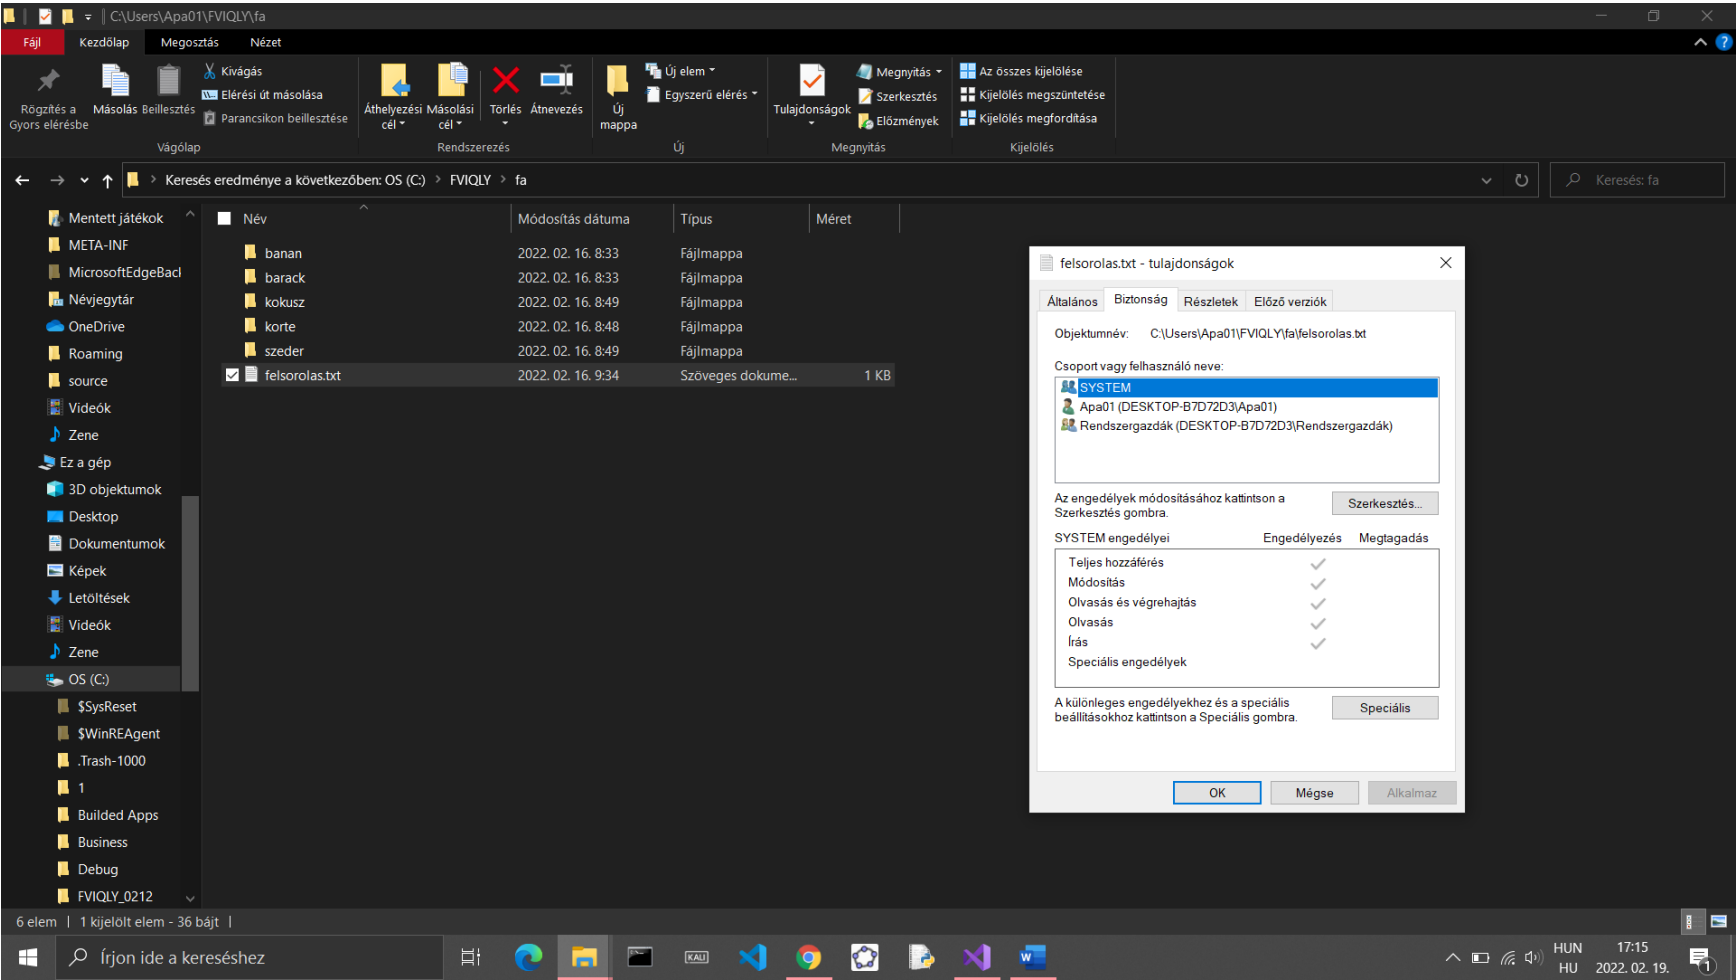 C:\Users\Apa01\FVIQLY\fa
Fájl
Kezdőlap
Megosztás
Nézet
Rögzítés a
Gyors elérésbe
Másolás
Beillesztés
Kivágás
Elérési út másolása
Parancsikon beillesztése
Vágólap
Áthelyezési
cél
Másolási
cél
Törlés
Átnevezés
Rendszerezés
Új
mappa
Új elem
Egyszerű elérés
Új
Tulajdonságok
Megnyitás
Szerkesztés
Előzmények
Megnyitás
Az összes kijelölése
Kijelölés megszüntetése
Kijelölés megfordítása
Kijelölés
Keresés eredménye a következőben: OS (C:) > FVIQLY > fa
Keresés: fa
Mentett játékok
META-INF
MicrosoftEdgeBacl
Névjegytár
OneDrive
Roaming
source
Videók
Zene
Ez a gép
3D objektumok
Desktop
Dokumentumok
Képek
Letöltések
Videók
Zene
OS (C:)
$SysReset
$WinREAgent
.Trash-1000
1
Builded Apps
Business
Debug
FVIQLY_0212
Név Módosítás dátuma Típus Méret
banan 2022. 02. 16. 8:33 Fájlmappa
barack 2022. 02. 16. 8:33 Fájlmappa
kokusz 2022. 02. 16. 8:49 Fájlmappa
korte 2022. 02. 16. 8:48 Fájlmappa
szeder 2022. 02. 16. 8:49 Fájlmappa
felsorolas.txt 2022. 02. 16. 9:34 Szöveges dokume... 1 KB
felsorolas.txt - tulajdonságok
Általános Biztonság Részletek Előző verziók
Objektumnév: C:\Users\Apa01\FVIQLY\fa\felsorolas.txt
Csoport vagy felhasználó neve:
SYSTEM
Apa01 (DESKTOP-B7D72D3\Apa01)
Rendszergazdák (DESKTOP-B7D72D3\Rendszergazdák)
Az engedélyek módosításához kattintson a
Szerkesztés gombra.
Szerkesztés...
SYSTEM engedélyei Engedélyezés Megtagadás
Teljes hozzáférés
Módosítás
Olvasás és végrehajtás
Olvasás
Írás
Speciális engedélyek
A különleges engedélyekhez és a speciális
beállításokhoz kattintson a Speciális gombra.
Speciális
OK Mégse Alkalmaz
6 elem | 1 kijelölt elem - 36 bájt |
Írjon ide a kereséshez
KAU
W
HUN
HU
17:15
2022. 02. 19.
1